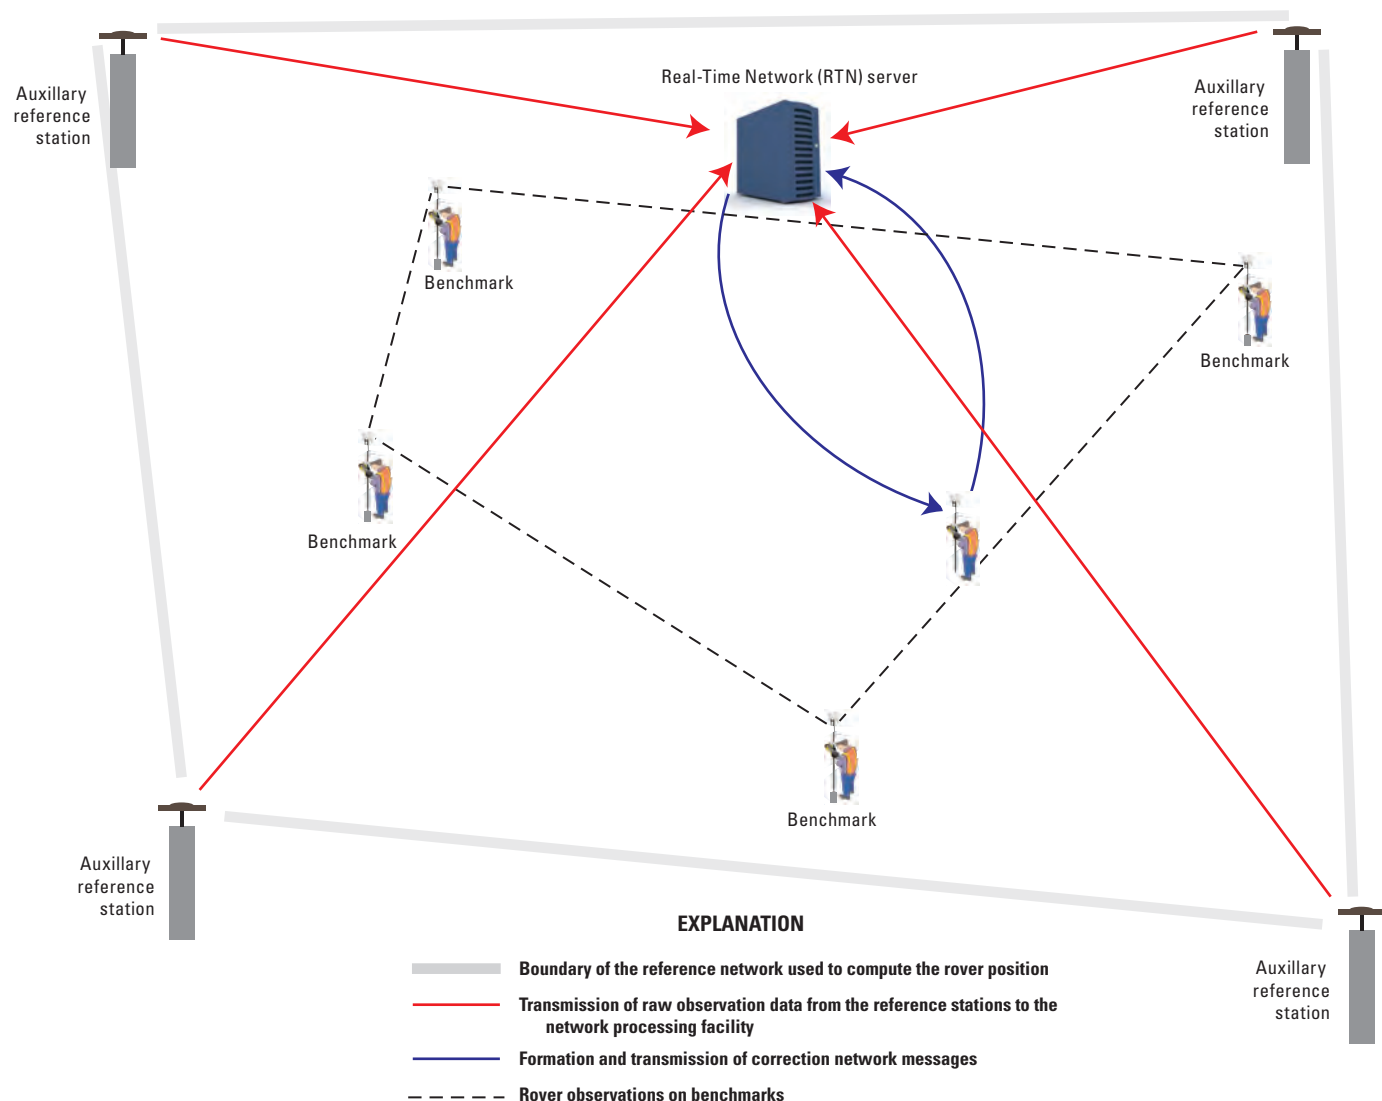 Real-Time Network (RTN) server
Auxillary
reference
station
Auxillary
reference
station
Benchmark
Benchmark
Benchmark
Benchmark
Auxillary
reference
station
Auxillary
reference
station
EXPLANATION
Boundary of the reference network used to compute the rover position
Transmission of raw observation data from the reference stations to the
network processing facility
Formation and transmission of correction network messages
Rover observations on benchmarks